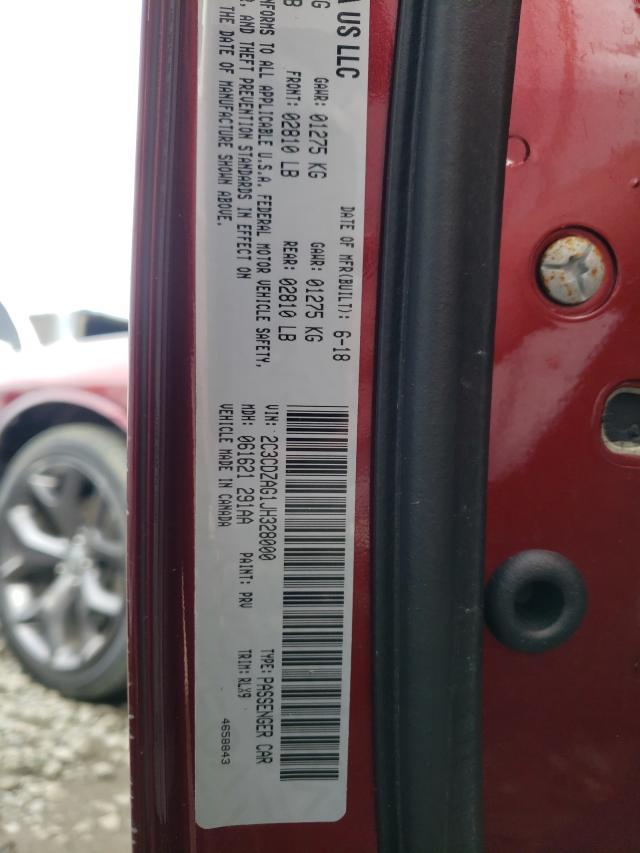 A US LLC
DATE OF MFR(BUILT): 6-18
GAWR: 01275 KG GAWR: 01275 KG
FRONT: 02810 LB REAR: 02810 LB
TO ALL APPLICABLE U.S.A. FEDERAL MOTOR VEHICLE SAFETY,
AND THEFT PREVENTION STANDARDS IN EFFECT ON
THE DATE OF MANUFACTURE SHOWN ABOVE.
VIN: 2C3CDZAG1JH328000 TYPE: PASSENGER CAR
MDH: 061621 291AA PAINT: PRV TRIM: RLX9
VEHICLE MADE IN CANADA 4658843